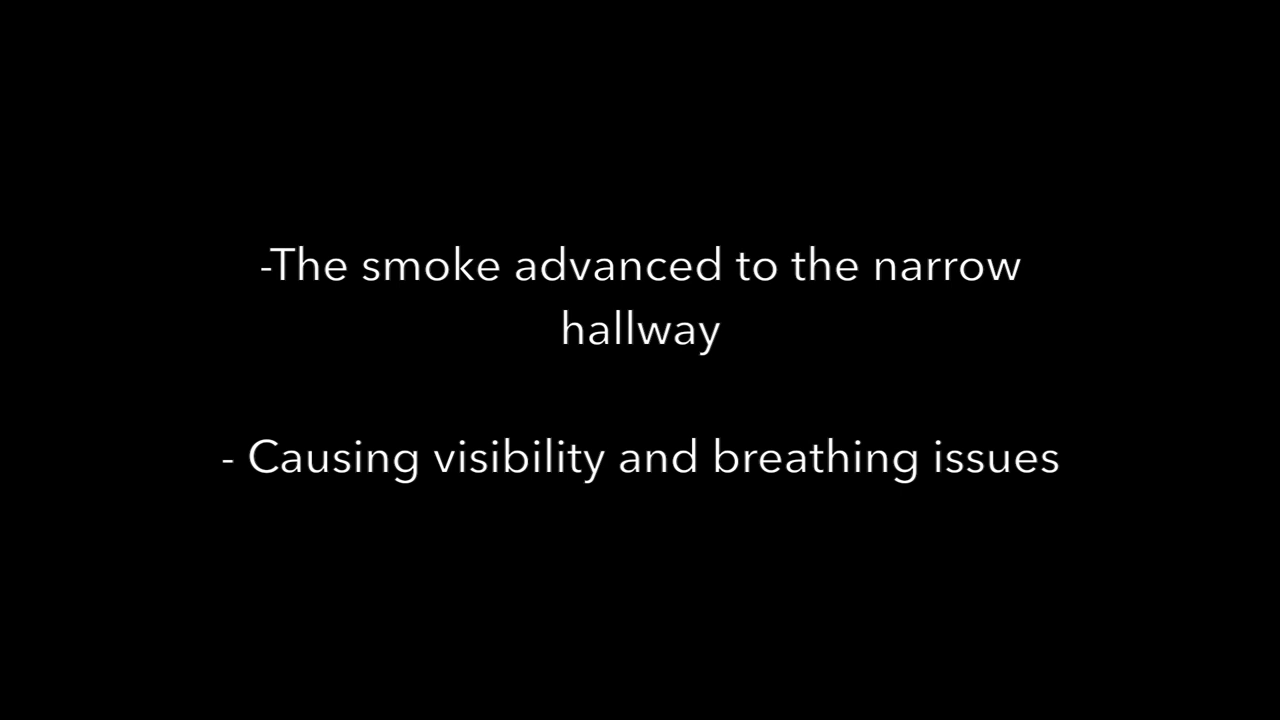 -The smoke advanced to the narrow
hallway
- Causing visibility and breathing issues